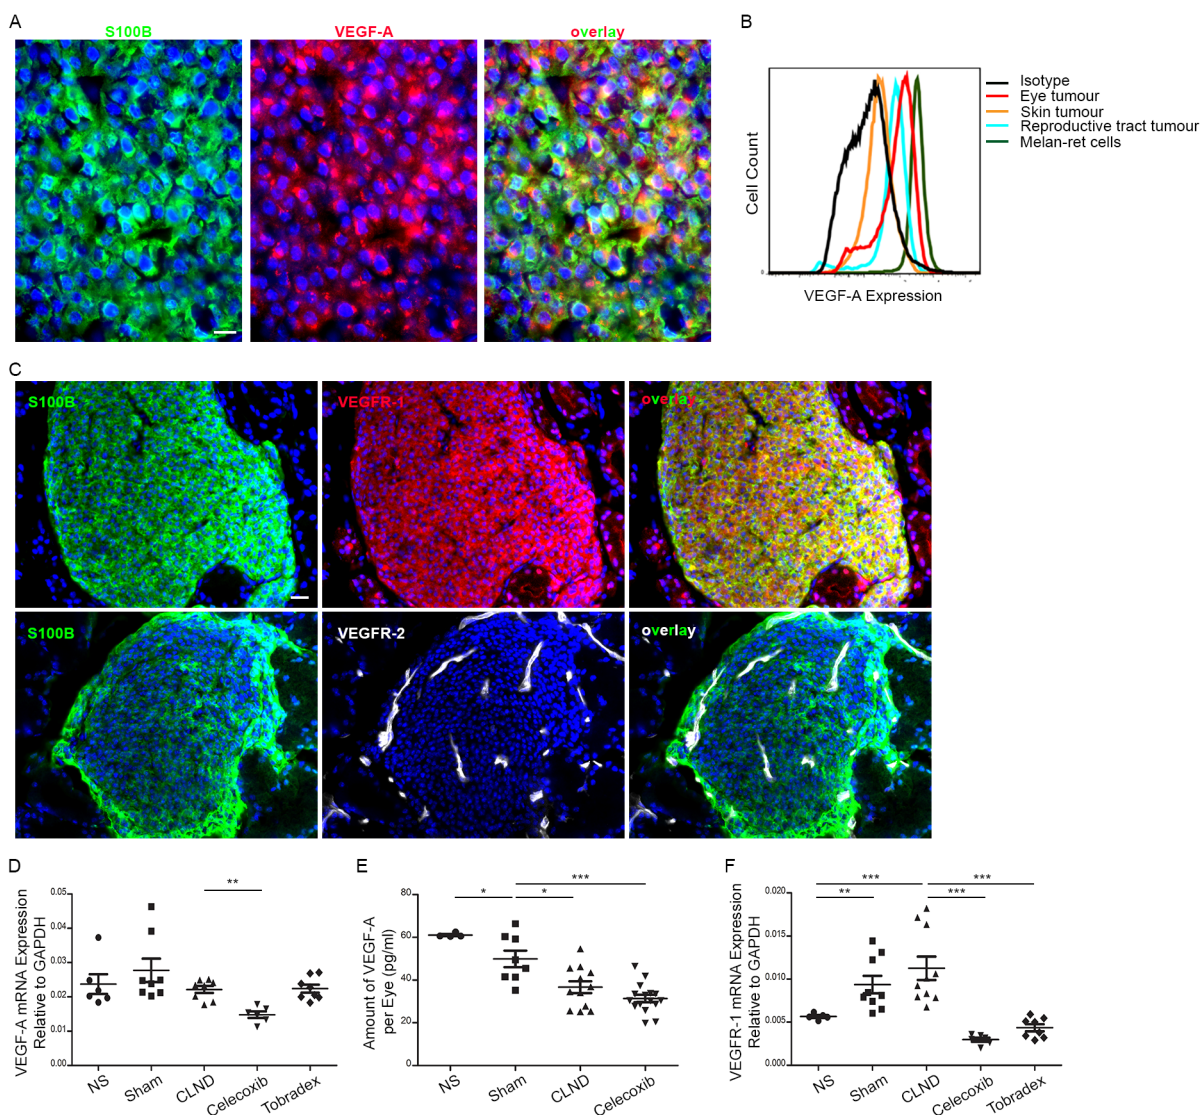 A
S100B
VEGF-A
overlay
B
Cell Count
VEGF-A Expression
Isotype
Eye tumour
Skin tumour
Reproductive tract tumour
Melan-ret cells
C
S100B
VEGFR-1
overlay
S100B
VEGFR-2
overlay
D
VEGF-A mRNA Expression
Relative to GAPDH
0.05
0.04
0.03
0.02
0.01
0.00
**
NS
Sham
CLND
Celecoxib
Tobradex
E
Amount of VEGF-A
per Eye (pg/ml)
80
60
40
20
0
***
*
*
NS
Sham
CLND
Celecoxib
F
VEGFR-1 mRNA Expression
Relative to GAPDH
0.020
0.015
0.010
0.005
0.000
***
***
**
***
NS
Sham
CLND
Celecoxib
Tobradex